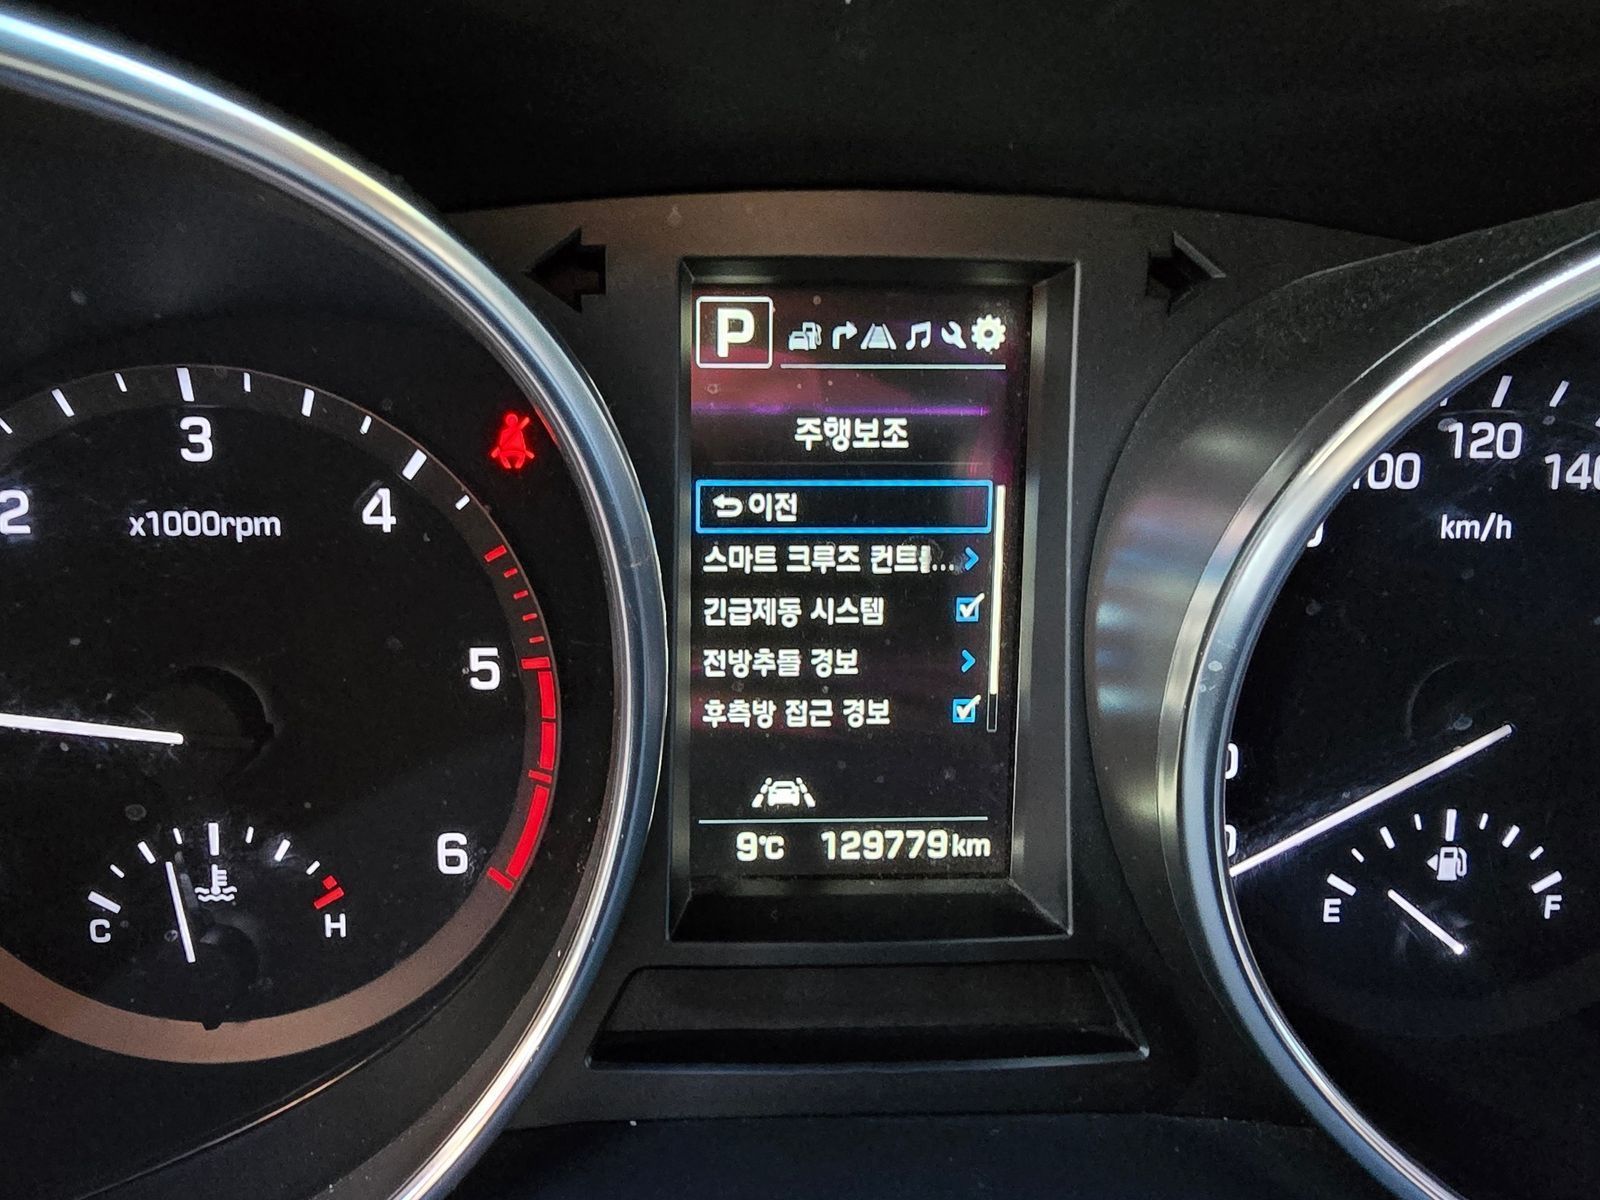 P
주행보조
이전
스마트 크루즈 컨트롤...
긴급제동 시스템
전방추돌 경보
후측방 접근 경보
9℃ 129779km
2
3
4
5
6
x1000rpm
C
H
120
km/h
E
F